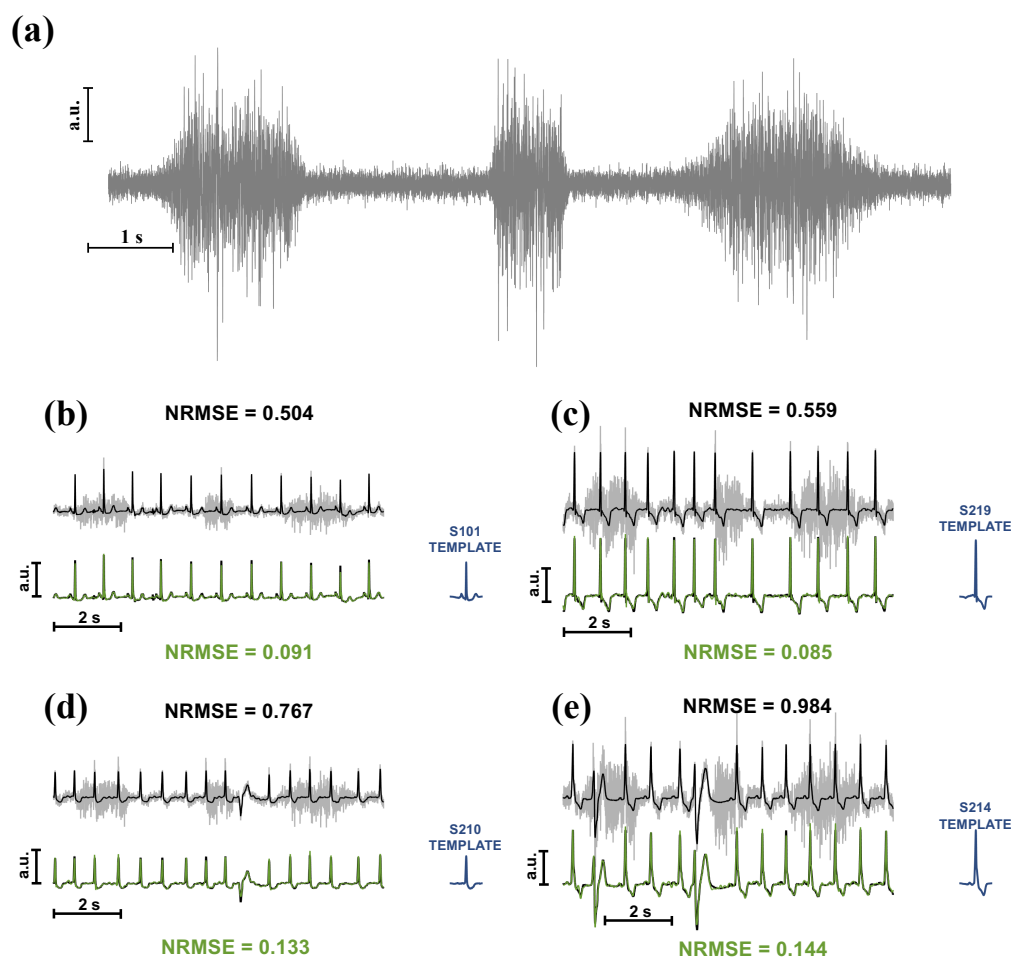 (a)
a.u.
1 s
(b)
NRMSE = 0.504
S101
TEMPLATE
a.u.
2 s
NRMSE = 0.091
(c)
NRMSE = 0.559
S219
TEMPLATE
a.u.
2 s
NRMSE = 0.085
(d)
NRMSE = 0.767
S210
TEMPLATE
a.u.
2 s
NRMSE = 0.133
(e)
NRMSE = 0.984
S214
TEMPLATE
a.u.
2 s
NRMSE = 0.144